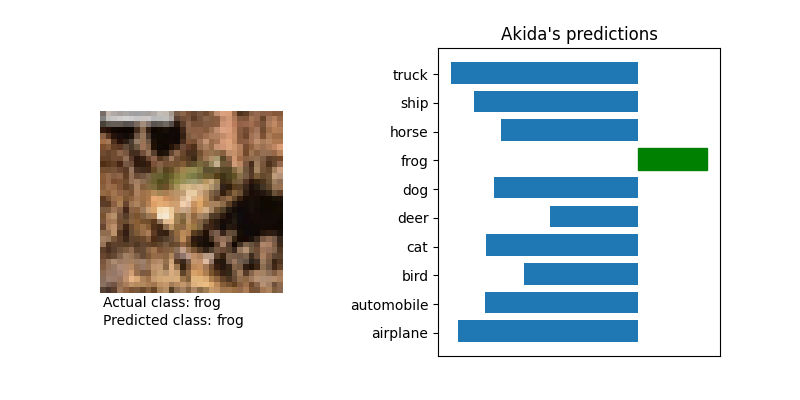 Akida's predictions
truck
ship
horse
frog
dog
deer
cat
bird
automobile
airplane
Actual class: frog
Predicted class: frog